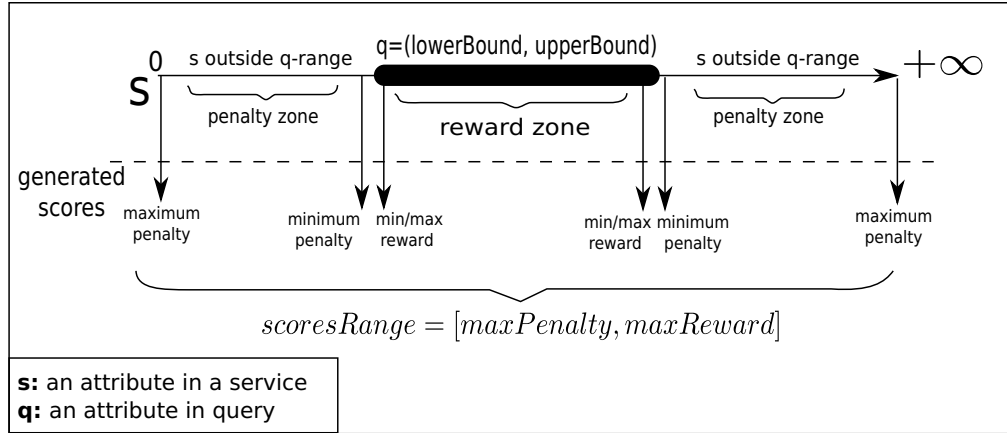 q=(lowerBound, upperBound)
0
s outside q-range
s outside q-range
+∞
s
penalty zone
reward zone
penalty zone
generated
scores
maximum
penalty
minimum
penalty
min/max
reward
min/max
reward
minimum
penalty
maximum
penalty
scoresRange = [maxPenalty, maxReward]
s: an attribute in a service
q: an attribute in query